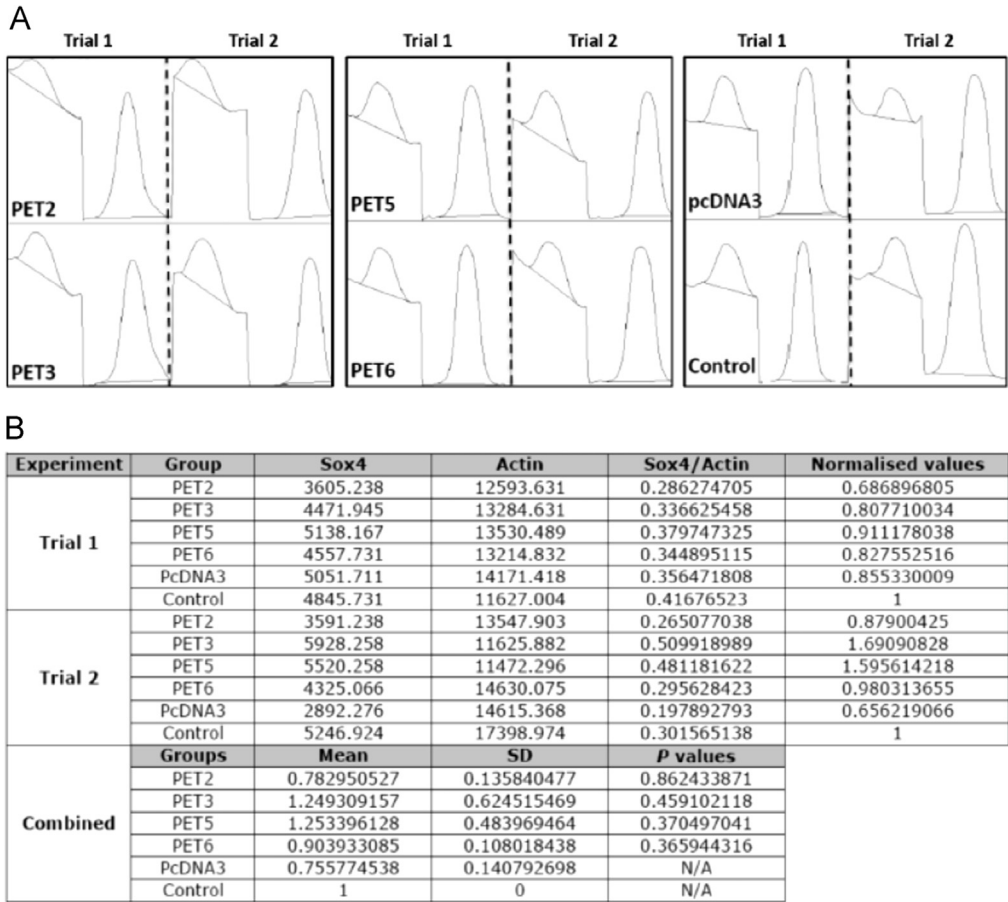 A
Trial 1 Trial 2 Trial 1 Trial 2 Trial 1 Trial 2
PET2 PET5 pcDNA3
PET3 PET6 Control
B
Experiment Group Sox4 Actin Sox4/Actin Normalised values
Trial 1
PET2 3605.238 12593.631 0.286274705 0.686896805
PET3 4471.945 13284.631 0.336625458 0.807710034
PET5 5138.167 13530.489 0.379747325 0.911178038
PET6 4557.731 13214.832 0.344895115 0.827552516
PcDNA3 5051.711 14171.418 0.356471808 0.855330009
Control 4845.731 11627.004 0.41676523 1
Trial 2
PET2 3591.238 13547.903 0.265077038 0.87900425
PET3 5928.258 11625.882 0.509918989 1.69090828
PET5 5520.258 11472.296 0.481181622 1.595614218
PET6 4325.066 14630.075 0.295628423 0.980313655
PcDNA3 2892.276 14615.368 0.197892793 0.656219066
Control 5246.924 17398.974 0.301565138 1
Combined
Groups Mean SD P values
PET2 0.782950527 0.135840477 0.862433871
PET3 1.249309157 0.624515469 0.459102118
PET5 1.253396128 0.483969464 0.370497041
PET6 0.903933085 0.108018438 0.365944316
PcDNA3 0.755774538 0.140792698 N/A
Control 1 0 N/A